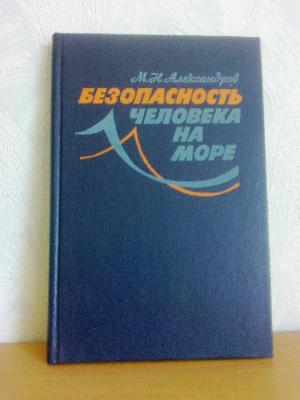 М.Н.Александров
БЕЗОПАСНОСТЬ
ЧЕЛОВЕКА
НА
МОРЕ